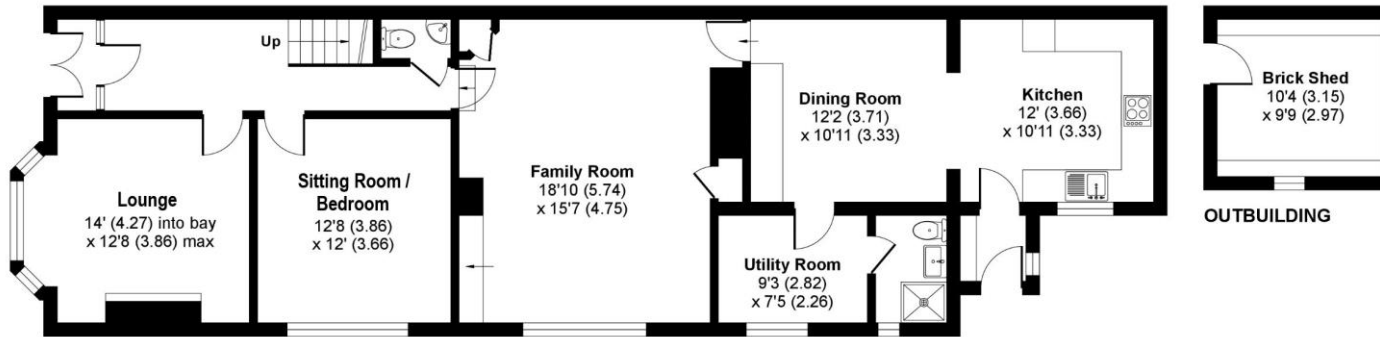 Up
Lounge
14' (4.27) into bay
x 12'8 (3.86) max
Sitting Room /
Bedroom
12'8 (3.86)
x 12' (3.66)
Family Room
18'10 (5.74)
x 15'7 (4.75)
Dining Room
12'2 (3.71)
x 10'11 (3.33)
Kitchen
12' (3.66)
x 10'11 (3.33)
Utility Room
9'3 (2.82)
x 7'5 (2.26)
Brick Shed
10'4 (3.15)
x 9'9 (2.97)
OUTBUILDING